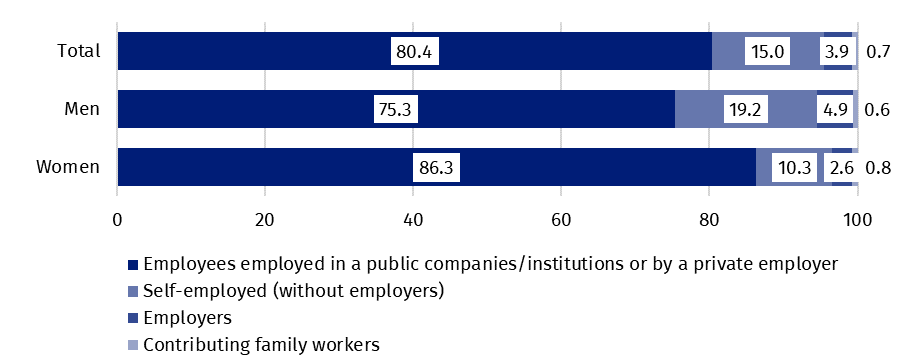 Total 80.4 15.0 3.9 0.7
Men 75.3 19.2 4.9 0.6
Women 86.3 10.3 2.6 0.8
0 20 40 60 80 100
Employees employed in a public companies/institutions or by a private employer
Self-employed (without employers)
Employers
Contributing family workers